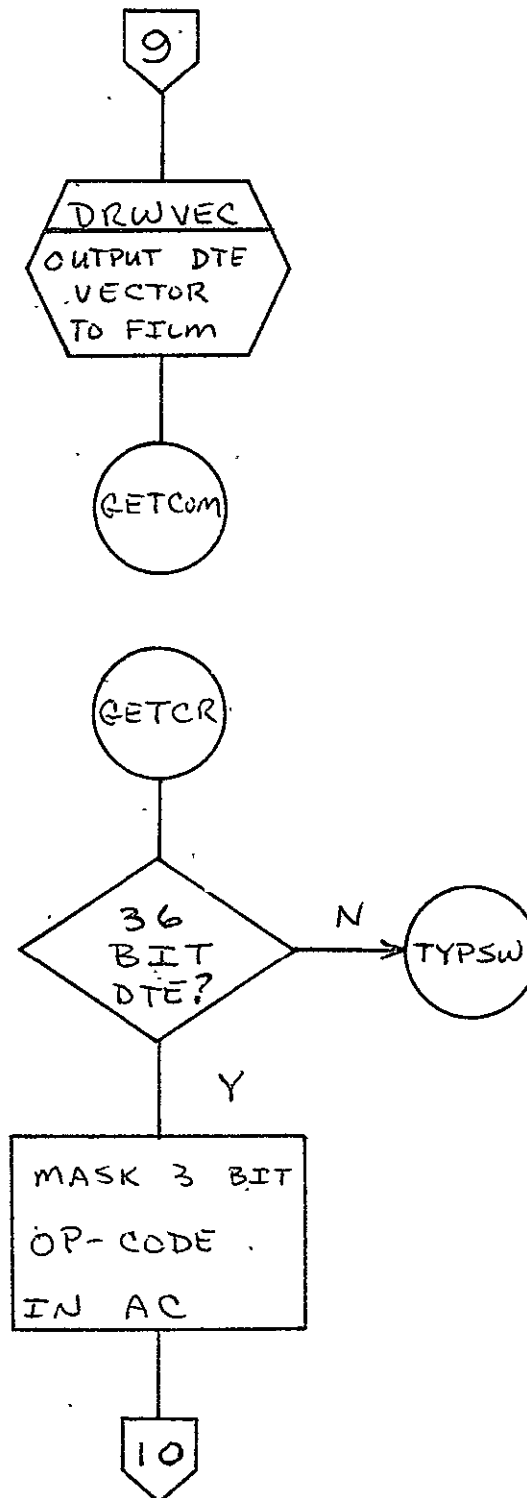 9
DRWVEC
OUTPUT DTE
VECTOR
TO FILM
GETCOM
GETCR
36
BIT
DTE?
N
TYPSW
Y
MASK 3 BIT
OP-CODE
IN AC
10